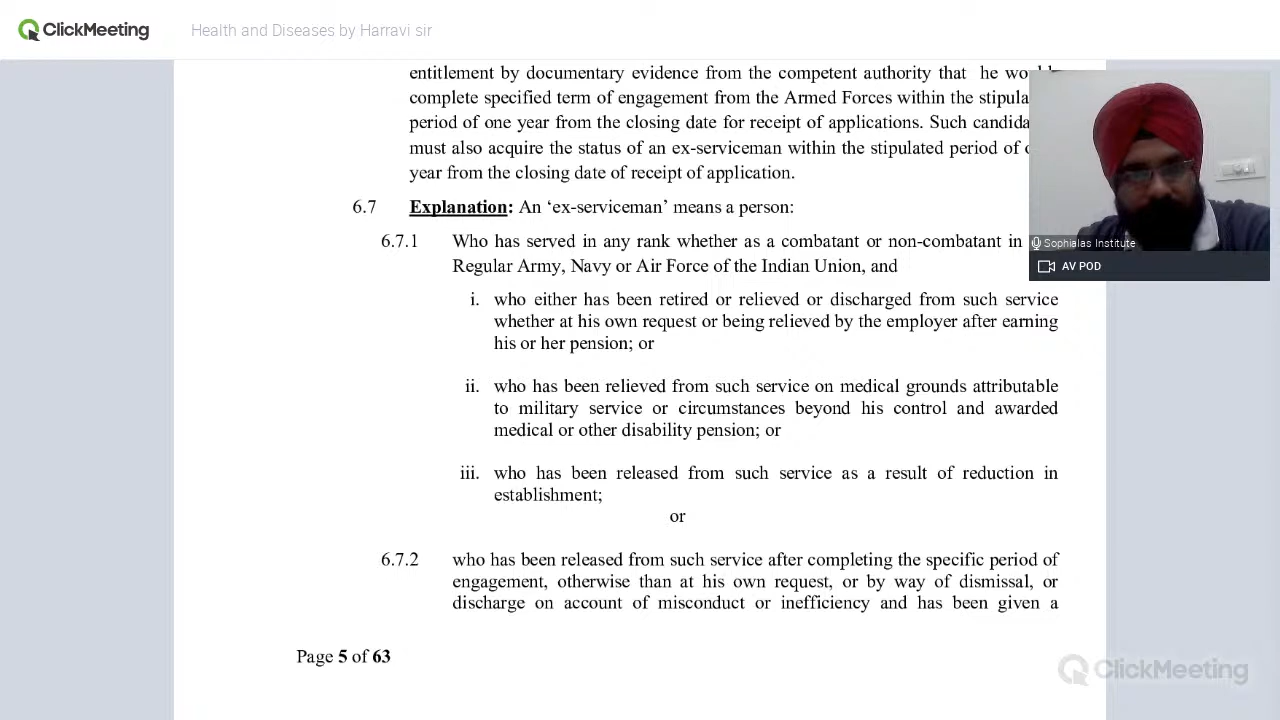 ClickMeeting
Health and Diseases by Harravi sir
entitlement by documentary evidence from the competent authority that he
complete specified term of engagement from the Armed Forces within the
period of one year from the closing date for receipt of applications. Such
must also acquire the status of an ex-serviceman within the stipulated period of
year from the closing date of receipt of application.
6.7 Explanation: An ‘ex-serviceman’ means a person:
6.7.1 Who has served in any rank whether as a combatant or non-combatant in
Regular Army, Navy or Air Force of the Indian Union, and
i. who either has been retired or relieved or discharged from such service
whether at his own request or being relieved by the employer after earning
his or her pension; or
ii. who has been relieved from such service on medical grounds attributable
to military service or circumstances beyond his control and awarded
medical or other disability pension; or
iii. who has been released from such service as a result of reduction in
establishment;
or
6.7.2 who has been released from such service after completing the specific period of
engagement, otherwise than at his own request, or by way of dismissal, or
discharge on account of misconduct or inefficiency and has been given a
Page 5 of 63
Sophialas Institute
AV POD
ClickMeeting